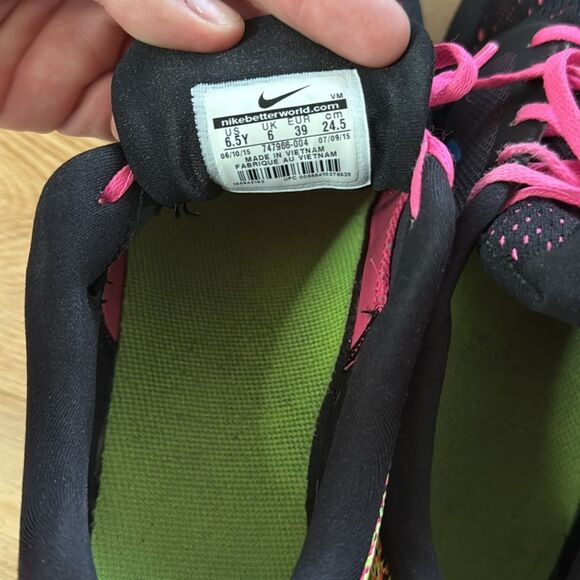 VM
nikebetterworld.com
US UK EUR cm
6.5Y 6 39 24.5
06/10/15 747966-004 07/09/15
MADE IN VIETNAM
FABRIQUE AU VIETNAM